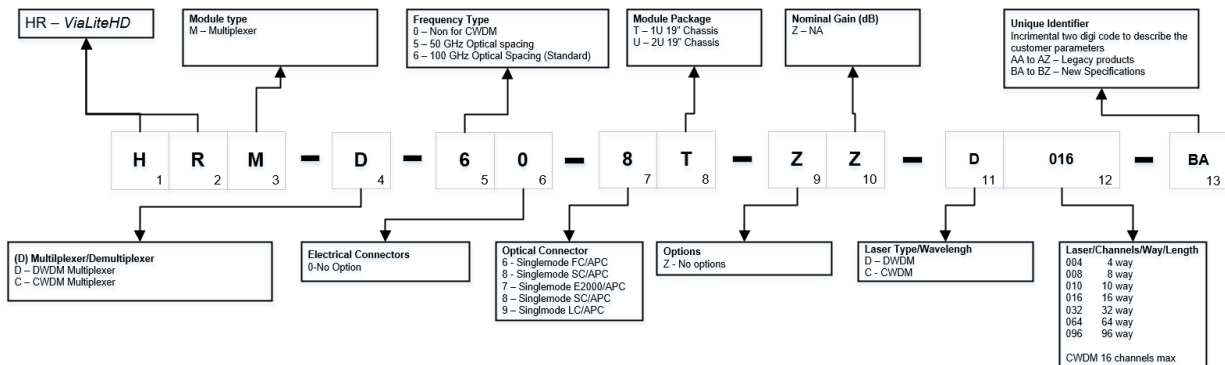 HR – ViaLiteHD
Module type
M – Multiplexer
Frequency Type
0 – Non for CWDM
5 – 50 GHz Optical spacing
6 – 100 GHz Optical Spacing (Standard)
Module Package
T – 1U 19" Chassis
U – 2U 19" Chassis
Nominal Gain (dB)
Z – NA
Unique Identifier
Incrimental two digi code to describe the
customer parameters
AA to AZ – Legacy products
BA to BZ – New Specifications
H R M – D – 6 0 – 8 T – Z Z – D 016 – BA
1 2 3 4 5 6 7 8 9 10 11 12 13
(D) Multilpexer/Demultiplexer
D – DWDM Multiplexer
C – CWDM Multiplexer
Electrical Connectors
0-No Option
Optical Connector
6 - Singlemode FC/APC
8 - Singlemode SC/APC
7 – Singlemode E2000/APC
8 – Singlemode SC/APC
9 – Singlmode LC/APC
Options
Z - No options
Laser Type/Wavelengh
D – DWDM
C - CWDM
Laser/Channels/Way/Length
004 4 way
008 8 way
010 10 way
016 16 way
032 32 way
064 64 way
096 96 way
CWDM 16 channels max